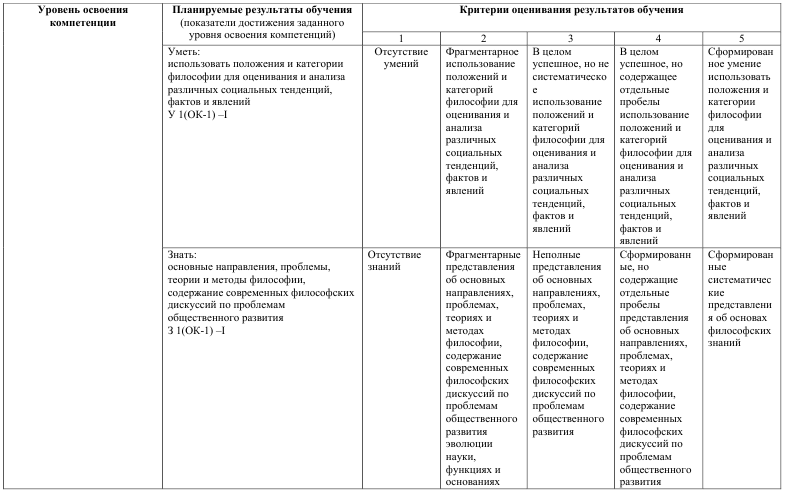 Уровень освоения
компетенции
Планируемые результаты обучения
(показатели достижения заданного
уровня освоения компетенций)
Критерии оценивания результатов обучения
1
2
3
4
5
Уметь:
использовать положения и категории
философии для оценивания и анализа
различных социальных тенденций,
фактов и явлений
У 1(ОК-1) –I
Отсутствие
умений
Фрагментарное
использование
положений и
категорий
философии для
оценивания и
анализа
различных
социальных
тенденций,
фактов и
явлений
В целом
успешное, но не
систематическо
е
использование
положений и
категорий
философии для
оценивания и
анализа
различных
социальных
тенденций,
фактов и
явлений
В целом
успешное, но
содержащее
отдельные
пробелы
использование
положений и
категорий
философии для
оценивания и
анализа
различных
социальных
тенденций,
фактов и
явлений
Сформирован
ное умение
использовать
положения и
категории
философии
для
оценивания и
анализа
различных
социальных
тенденций,
фактов и
явлений
Знать:
основные направления, проблемы,
теории и методы философии,
содержание современных философских
дискуссий по проблемам
общественного развития
З 1(ОК-1) –I
Отсутствие
знаний
Фрагментарные
представления
об основных
направлениях,
проблемах,
теориях и
методах
философии,
содержание
современных
философских
дискуссий по
проблемам
общественного
развития
эволюции
науки,
функциях и
основаниях
Неполные
представления
об основных
направлениях,
проблемах,
теориях и
методах
философии,
содержание
современных
философских
дискуссий по
проблемам
общественного
развития
Сформированн
ые, но
содержащие
отдельные
пробелы
представления
об основных
направлениях,
проблемах,
теориях и
методах
философии,
содержание
современных
философских
дискуссий по
проблемам
общественного
развития
Сформирован
ные
систематичес
кие
представлени
я об основах
философских
знаний